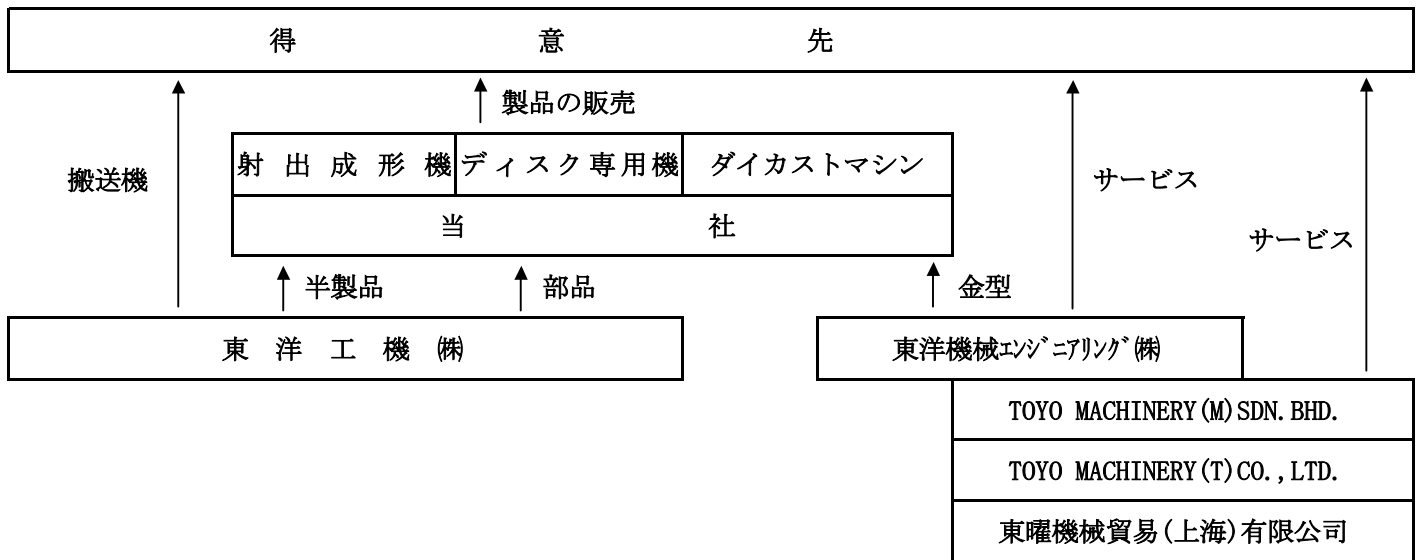 得意先
製品の販売
搬送機
射出成形機
ディスク専用機
ダイカストマシン
サービス
当社
サービス
半製品
部品
金型
東洋工機㈱
東洋機械ｴﾝｼﾞﾆｱﾘﾝｸﾞ㈱
TOYO MACHINERY(M)SDN.BHD.
TOYO MACHINERY(T)CO.,LTD.
東曜機械貿易(上海)有限公司